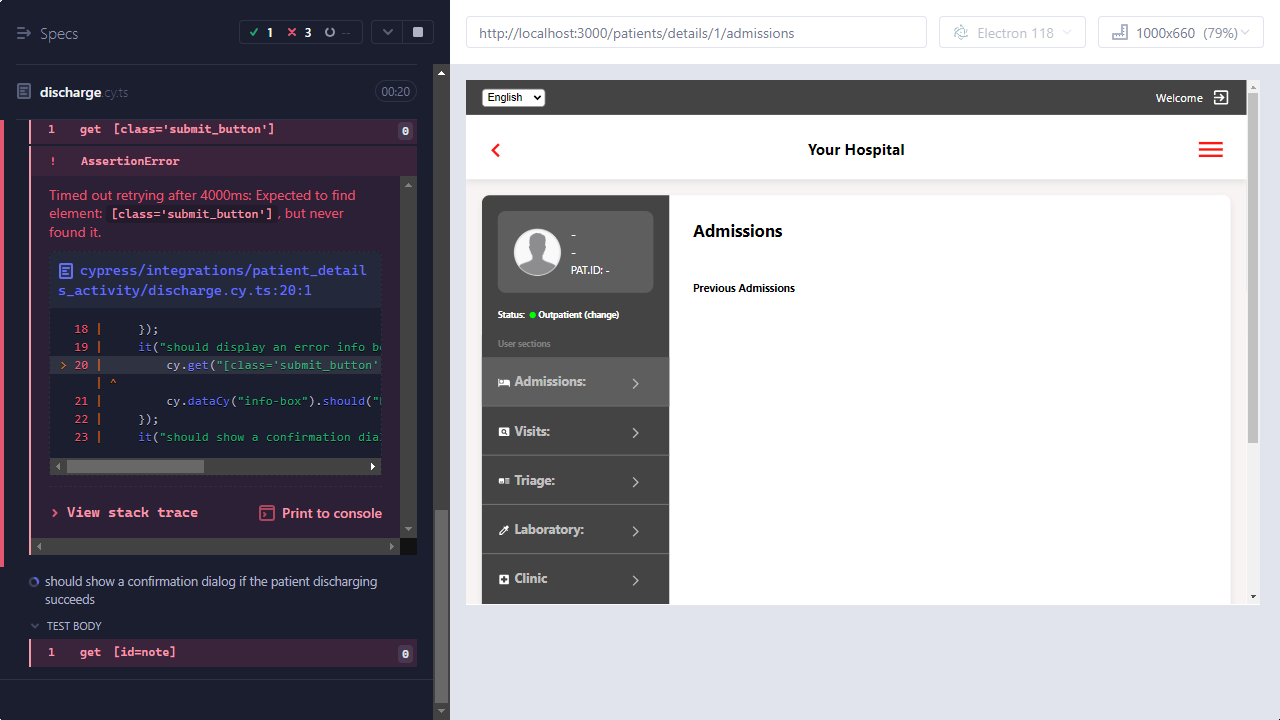 Specs
1
3
--
discharge.cy.ts
00:20
1 get [class='submit_button'] 0
! AssertionError
Timed out retrying after 4000ms: Expected to find
element: [class='submit_button'], but never
found it.
cypress/integrations/patient_detail
s_activity/discharge.cy.ts:20:1
18 | });
19 | it("should display an error info
> 20 | cy.get("[class='submit_button'
| ^
21 | cy.dataCy("info-box").should("
22 | });
23 | it("should show a confirmation
> View stack trace
Print to console
should show a confirmation dialog if the patient discharging
succeeds
TEST BODY
1 get [id=note] 0
http://localhost:3000/patients/details/1/admissions
Electron 118
1000x660 (79%)
English
Welcome
Your Hospital
-
-
PAT.ID: -
Status: Outpatient (change)
User sections
Admissions:
Visits:
Triage:
Laboratory:
Clinic
Admissions
Previous Admissions